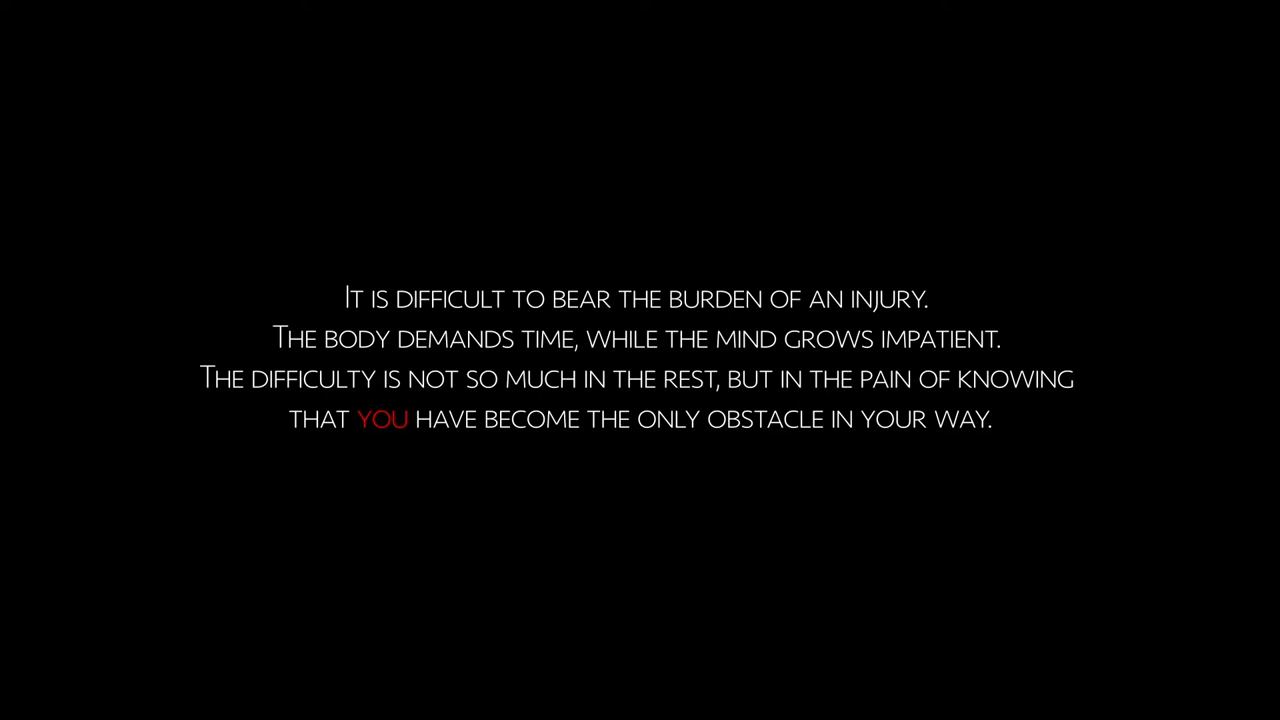 It is difficult to bear the burden of an injury.
The body demands time, while the mind grows impatient.
The difficulty is not so much in the rest, but in the pain of knowing
that you have become the only obstacle in your way.